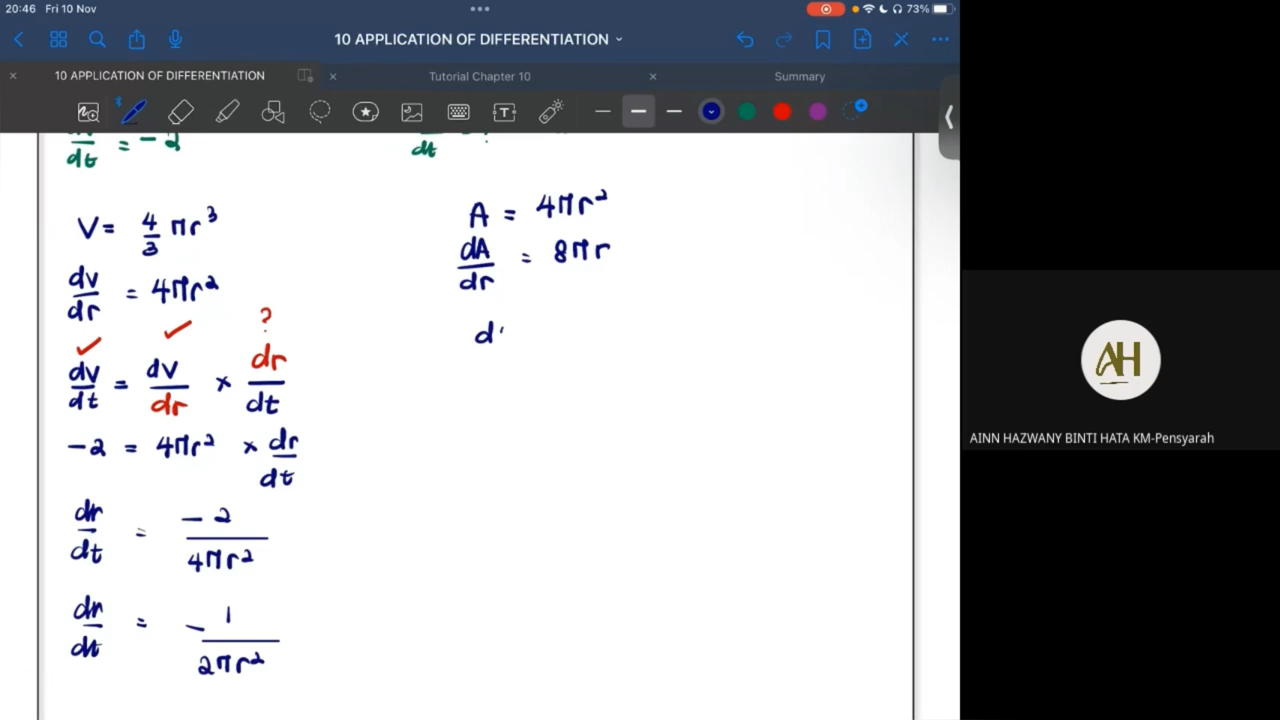 20:46 Fri 10 Nov
73%
10 APPLICATION OF DIFFERENTIATION
10 APPLICATION OF DIFFERENTIATION
Tutorial Chapter 10
Summary
T
dt = -2
dt ?
V = 4/3 πr³
dv/dr = 4πr²
?
dv/dt = dV/dr × dr/dt
-2 = 4πr² × dr/dt
dr/dt = -2/4πr²
dr/dt = -1/2πr²
A = 4πr²
dA/dr = 8πr
d
AH
AINN HAZWANY BINTI HATA KM-Pensyarah